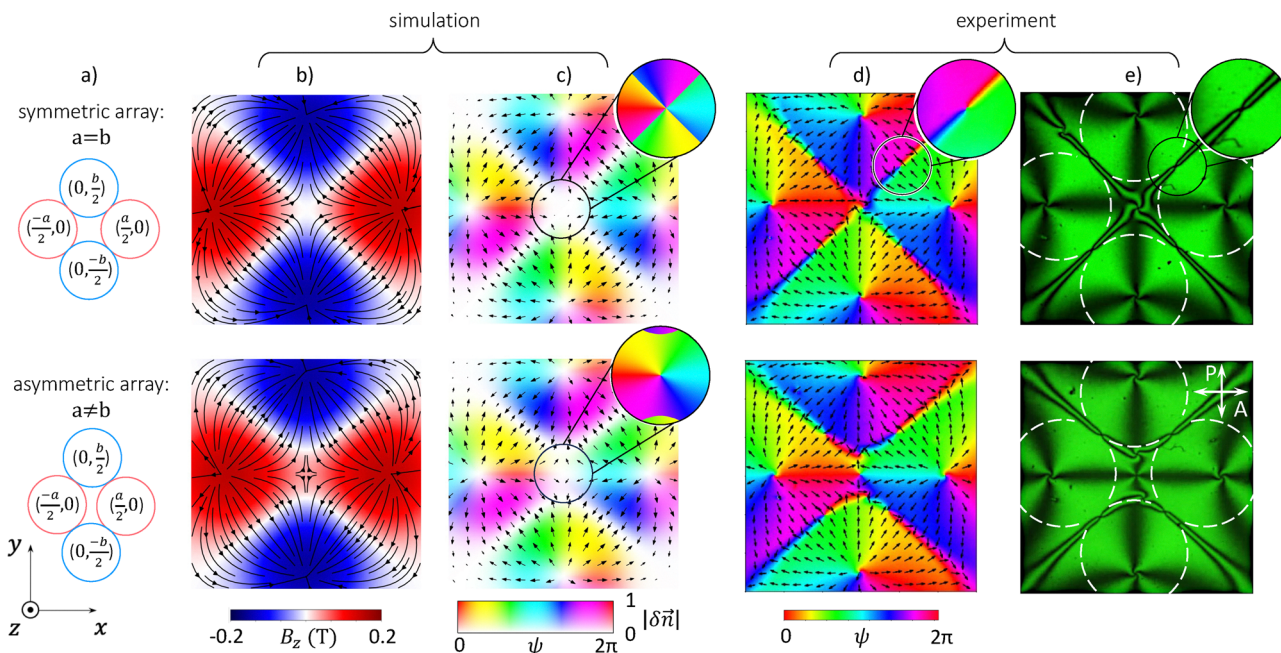 simulation
experiment
a)
b)
c)
d)
e)
symmetric array:
a=b
(0, b/2)
(-a/2, 0)
(a/2, 0)
(0, -b/2)
asymmetric array:
a≠b
P
A
(0, b/2)
(-a/2, 0)
(a/2, 0)
(0, -b/2)
y
z
x
-0.2
B_z (T)
0.2
1
0
|δn⃗|
0
ψ
2π
0
ψ
2π